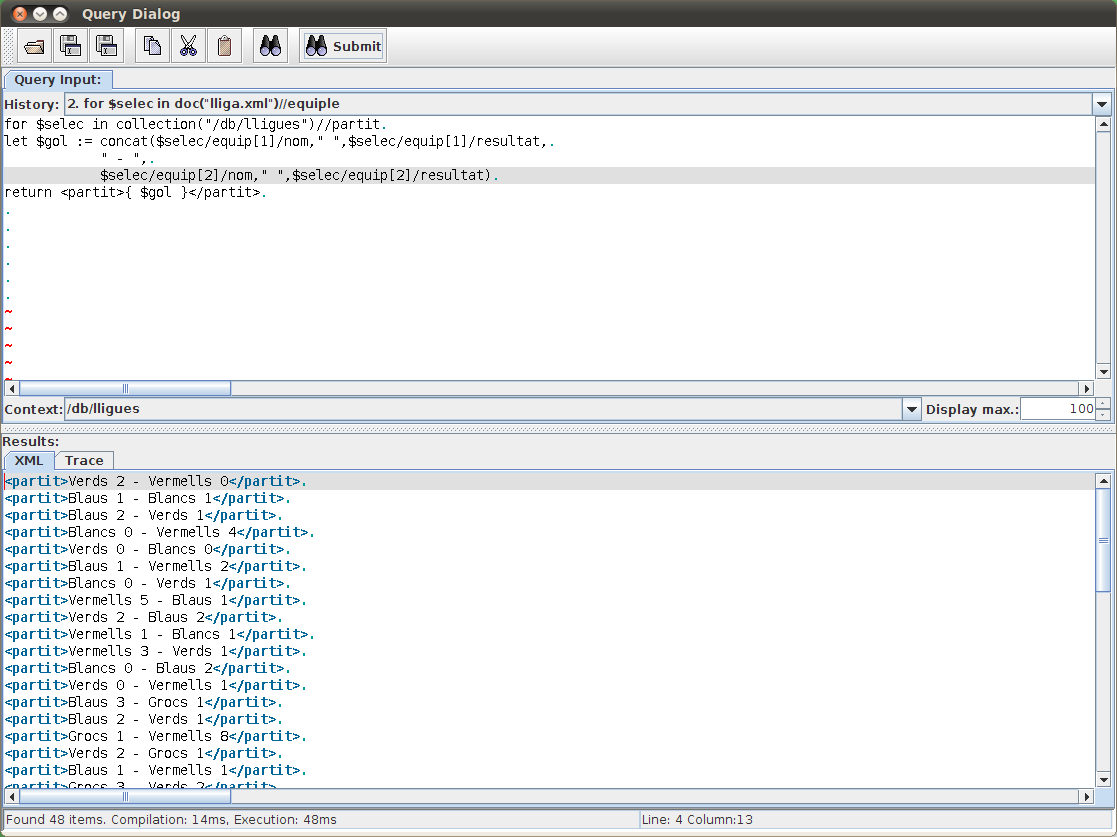 Query Dialog
Submit
Query Input:
History: 2. for $selec in doc("lliga.xml")//equiple
for $selec in collection("/db/lligues")//partit.
let $gol := concat($selec/equip[1]/nom," ",$selec/equip[1]/resultat,.
" - ",.
$selec/equip[2]/nom," ",$selec/equip[2]/resultat).
return <partit>{ $gol }</partit>.
.
.
.
.
.
.
~
~
~
~
~
Context: /db/lligues Display max.: 100
Results:
XML Trace
<partit>Verds 2 - Vermells 0</partit>.
<partit>Blaus 1 - Blancs 1</partit>.
<partit>Blaus 2 - Verds 1</partit>.
<partit>Blancs 0 - Vermells 4</partit>.
<partit>Verds 0 - Blancs 0</partit>.
<partit>Blaus 1 - Vermells 2</partit>.
<partit>Blancs 0 - Verds 1</partit>.
<partit>Vermells 5 - Blaus 1</partit>.
<partit>Verds 2 - Blaus 2</partit>.
<partit>Vermells 1 - Blancs 1</partit>.
<partit>Vermells 3 - Verds 1</partit>.
<partit>Blancs 0 - Blaus 2</partit>.
<partit>Verds 0 - Vermells 1</partit>.
<partit>Blaus 3 - Grocs 1</partit>.
<partit>Blaus 2 - Verds 1</partit>.
<partit>Grocs 1 - Vermells 8</partit>.
<partit>Verds 2 - Grocs 1</partit>.
<partit>Blaus 1 - Vermells 1</partit>.
<partit>Grocs 3 - Verds 2</partit>.
Found 48 items. Compilation: 14ms, Execution: 48ms
Line: 4 Column:13